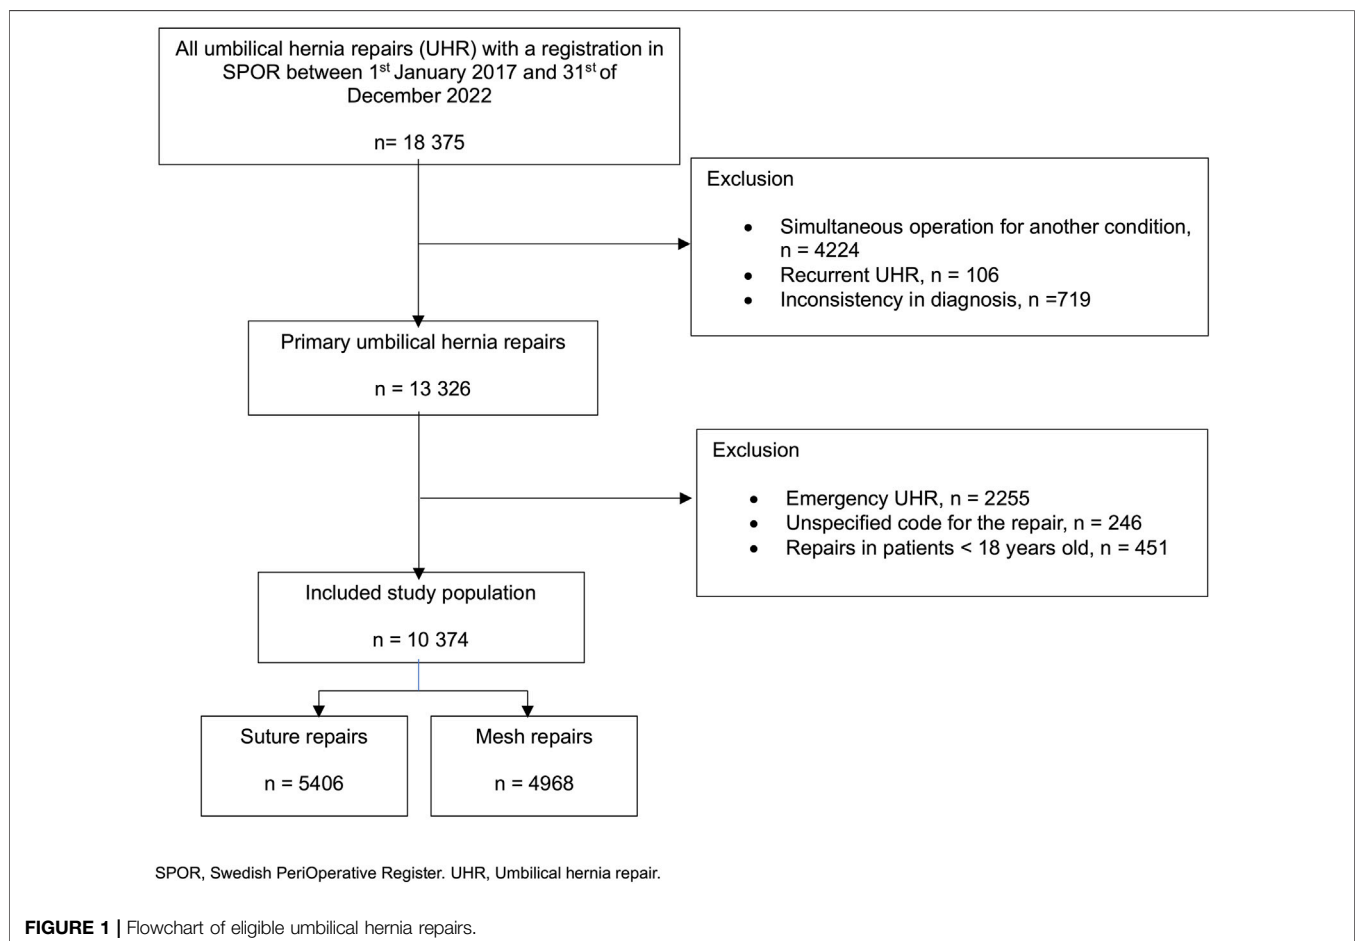 All umbilical hernia repairs (UHR) with a registration in
SPOR between 1st January 2017 and 31st of
December 2022
n= 18 375
Exclusion
• Simultaneous operation for another condition,
n = 4224
• Recurrent UHR, n = 106
• Inconsistency in diagnosis, n =719
Primary umbilical hernia repairs
n = 13 326
Exclusion
• Emergency UHR, n = 2255
• Unspecified code for the repair, n = 246
• Repairs in patients < 18 years old, n = 451
Included study population
n = 10 374
Suture repairs
n = 5406
Mesh repairs
n = 4968
SPOR, Swedish PeriOperative Register. UHR, Umbilical hernia repair.
FIGURE 1 | Flowchart of eligible umbilical hernia repairs.